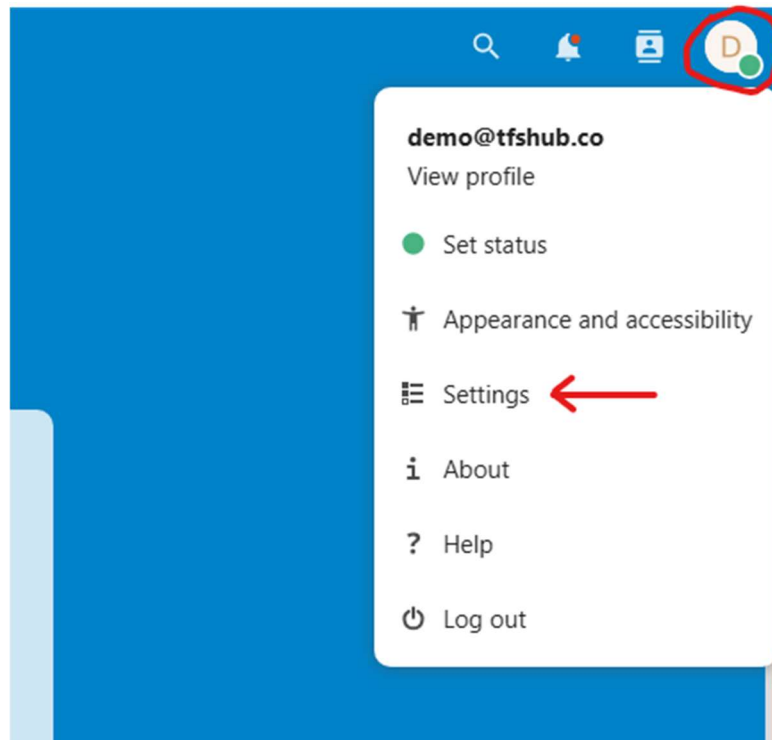 D
demo@tfshub.co
View profile
Set status
Appearance and accessibility
Settings
About
? Help
Log out